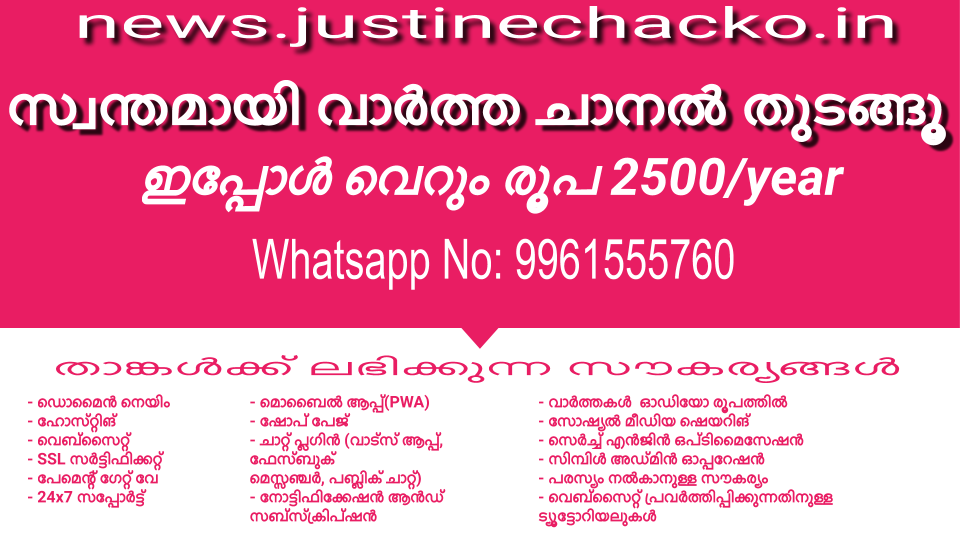 news.justinechacko.in
സ്വന്തമായി വാർത്ത ചാനൽ തുടങ്ങൂ
ഇപ്പോൾ വെറും രൂപ 2500/year
Whatsapp No: 9961555760
താങ്കൾക്ക് ലഭിക്കുന്ന സൗകര്യങ്ങൾ
- ഡൊമൈൻ നെയിം
- ഹോസ്റ്റിങ്
- വെബ്സൈറ്റ്
- SSL സർട്ടിഫിക്കറ്റ്
- പേമെന്റ് ഗേറ്റ് വേ
- 24x7 സപ്പോർട്ട്
- മൊബൈൽ ആപ്പ്(PWA)
- ഷോപ് പേജ്
- ചാറ്റ് പ്ലഗിൻ (വാട്സ് ആപ്പ്,
ഫേസ്ബുക്
മെസ്സഞ്ചർ, പബ്ലിക് ചാറ്റ്)
- നോട്ടിഫിക്കേഷൻ ആൻഡ്
സബ്സ്ക്രിപ്ഷൻ
- വാർത്തകൾ ഓഡിയോ രൂപത്തിൽ
- സോഷ്യൽ മീഡിയ ഷെയറിങ്
- സെർച്ച് എൻജിൻ ഒപ്ടിമൈസേഷൻ
- സിമ്പിൾ അഡ്മിൻ ഓപ്പറേഷൻ
- പരസ്യം നൽകാനുള്ള സൗകര്യം
- വെബ്സൈറ്റ് പ്രവർത്തിപ്പിക്കുന്നതിനുള്ള
ട്യൂട്ടോറിയലുകൾ